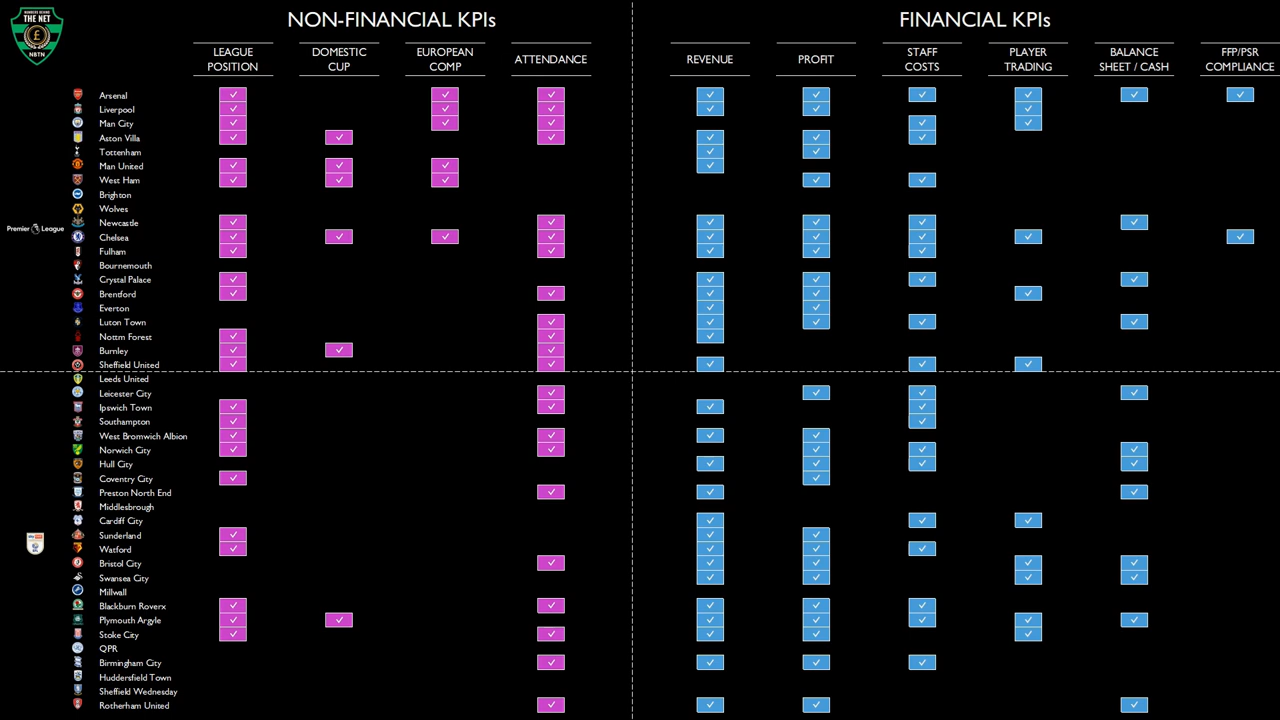 NUMBERS BEHIND
THE NET
£
NBTN
NON-FINANCIAL KPIs
FINANCIAL KPIs
LEAGUE
POSITION
DOMESTIC
CUP
EUROPEAN
COMP
ATTENDANCE
REVENUE
PROFIT
STAFF
COSTS
PLAYER
TRADING
BALANCE
SHEET / CASH
FFP/PSR
COMPLIANCE
Arsenal
Liverpool
Man City
Aston Villa
Tottenham
Man United
West Ham
Brighton
Wolves
Newcastle
Premier League
Chelsea
Fulham
Bournemouth
Crystal Palace
Brentford
Everton
Luton Town
Nottm Forest
Burnley
Sheffield United
Leeds United
Leicester City
Ipswich Town
Southampton
West Bromwich Albion
Norwich City
Hull City
Coventry City
Preston North End
Middlesbrough
Cardiff City
Sunderland
Watford
Bristol City
Swansea City
Millwall
Blackburn Roverx
Plymouth Argyle
Stoke City
QPR
Birmingham City
Huddersfield Town
Sheffield Wednesday
Rotherham United